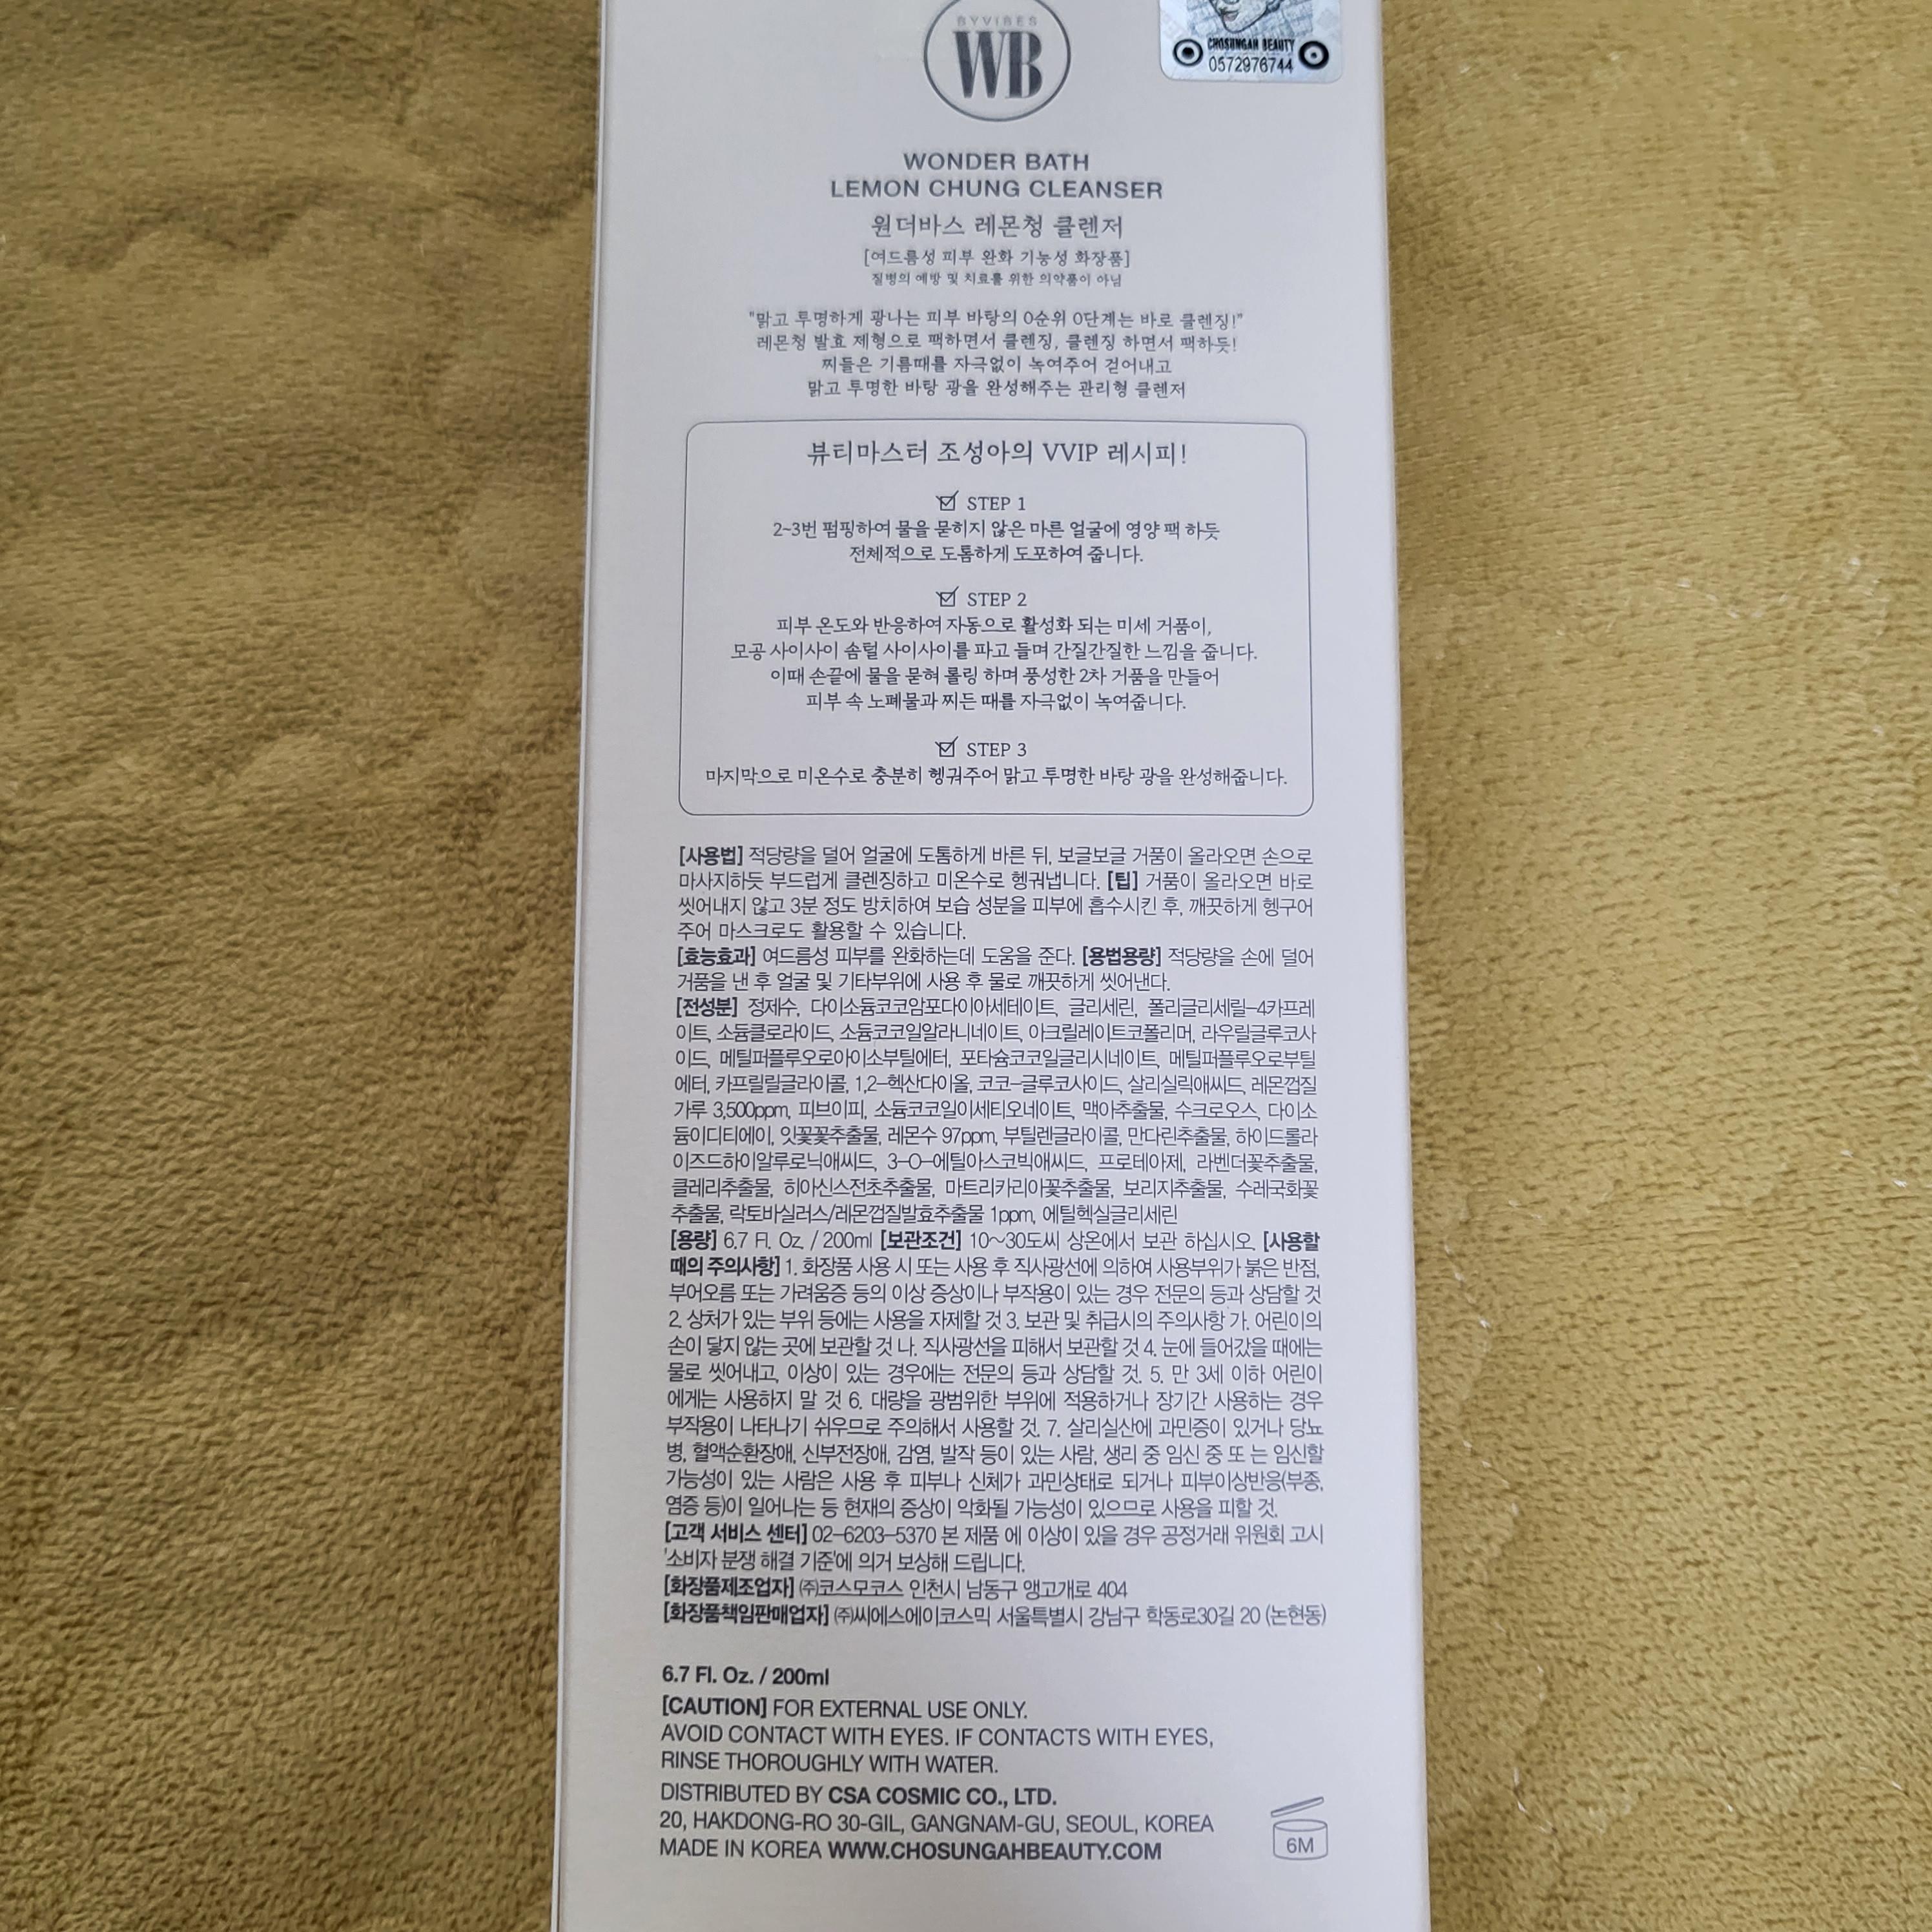 BYVIBES
WB
CHOSUNGAH BEAUTY
0572976744
WONDER BATH
LEMON CHUNG CLEANSER
원더바스 레몬청 클렌저
[여드름성 피부 완화 기능성 화장품]
질병의 예방 및 치료를 위한 의약품이 아님
"맑고 투명하게 광나는 피부 바탕의 0순위 0단계는 바로 클렌징!"
레몬청 발효 제형으로 팩하면서 클렌징, 클렌징 하면서 팩하듯!
찌들은 기름때를 자극없이 녹여주어 걷어내고
맑고 투명한 바탕 광을 완성해주는 관리형 클렌저
뷰티마스터 조성아의 VVIP 레시피!
STEP 1
2~3번 펌핑하여 물을 묻히지 않은 마른 얼굴에 영양 팩 하듯
전체적으로 도톰하게 도포하여 줍니다.
STEP 2
피부 온도와 반응하여 자동으로 활성화 되는 미세 거품이,
모공 사이사이 솜털 사이사이를 파고 들며 간질간질한 느낌을 줍니다.
이때 손끝에 물을 묻혀 롤링 하며 풍성한 2차 거품을 만들어
피부 속 노폐물과 찌든 때를 자극없이 녹여줍니다.
STEP 3
마지막으로 미온수로 충분히 헹궈주어 맑고 투명한 바탕 광을 완성해줍니다.
[사용법] 적당량을 덜어 얼굴에 도톰하게 바른 뒤, 보글보글 거품이 올라오면 손으로
마사지하듯 부드럽게 클렌징하고 미온수로 헹궈냅니다. [팁] 거품이 올라오면 바로
씻어내지 않고 3분 정도 방치하여 보습 성분을 피부에 흡수시킨 후, 깨끗하게 헹구어
주어 마스크로도 활용할 수 있습니다.
[효능효과] 여드름성 피부를 완화하는데 도움을 준다. [용법용량] 적당량을 손에 덜어
거품을 낸 후 얼굴 및 기타부위에 사용 후 물로 깨끗하게 씻어낸다.
[전성분] 정제수, 다이소듐코코암포다이아세테이트, 글리세린, 폴리글리세릴-4카프레
이트, 소듐클로라이드, 소듐코코일알라니네이트, 아크릴레이트코폴리머, 라우릴글루코사
이드, 메틸퍼플루오로아이소부틸에터, 포타슘코코일글리시네이트, 메틸퍼플루오로부틸
에터, 카프릴릴글라이콜, 1,2-헥산다이올, 코코-글루코사이드, 살리실릭애씨드, 레몬껍질
가루 3,500ppm, 피브이피, 소듐코코일이세티오네이트, 맥아추출물, 수크로오스, 다이소
듐이디티에이, 잇꽃꽃추출물, 레몬수 97ppm, 부틸렌글라이콜, 만다린추출물, 하이드롤라
이즈드하이알루로닉애씨드, 3-O-에틸아스코빅애씨드, 프로테아제, 라벤더꽃추출물,
클레리추출물, 히아신스전초추출물, 마트리카리아꽃추출물, 보리지추출물, 수레국화꽃
추출물, 락토바실러스/레몬껍질발효추출물 1ppm, 에틸헥실글리세린
[용량] 6.7 Fl. Oz. / 200ml [보관조건] 10~30도씨 상온에서 보관 하십시오. [사용할
때의 주의사항] 1. 화장품 사용 시 또는 사용 후 직사광선에 의하여 사용부위가 붉은 반점,
부어오름 또는 가려움증 등의 이상 증상이나 부작용이 있는 경우 전문의 등과 상담할 것
2. 상처가 있는 부위 등에는 사용을 자제할 것 3. 보관 및 취급시의 주의사항 가. 어린이의
손이 닿지 않는 곳에 보관할 것 나. 직사광선을 피해서 보관할 것 4. 눈에 들어갔을 때에는
물로 씻어내고, 이상이 있는 경우에는 전문의 등과 상담할 것. 5. 만 3세 이하 어린이
에게는 사용하지 말 것 6. 대량을 광범위한 부위에 적용하거나 장기간 사용하는 경우
부작용이 나타나기 쉬우므로 주의해서 사용할 것. 7. 살리실산에 과민증이 있거나 당뇨
병, 혈액순환장애, 신부전장애, 감염, 발작 등이 있는 사람, 생리 중 임신 중 또 는 임신할
가능성이 있는 사람은 사용 후 피부나 신체가 과민상태로 되거나 피부이상반응(부종,
염증 등)이 일어나는 등 현재의 증상이 악화될 가능성이 있으므로 사용을 피할 것.
[고객 서비스 센터] 02-6203-5370 본 제품 에 이상이 있을 경우 공정거래 위원회 고시
'소비자 분쟁 해결 기준'에 의거 보상해 드립니다.
[화장품제조업자] ㈜코스모코스 인천시 남동구 앵고개로 404
[화장품책임판매업자] ㈜씨에스에이코스믹 서울특별시 강남구 학동로30길 20 (논현동)
6.7 Fl. Oz. / 200ml
[CAUTION] FOR EXTERNAL USE ONLY.
AVOID CONTACT WITH EYES. IF CONTACTS WITH EYES,
RINSE THOROUGHLY WITH WATER.
DISTRIBUTED BY CSA COSMIC CO., LTD.
20, HAKDONG-RO 30-GIL, GANGNAM-GU, SEOUL, KOREA
MADE IN KOREA WWW.CHOSUNGAHBEAUTY.COM
6M